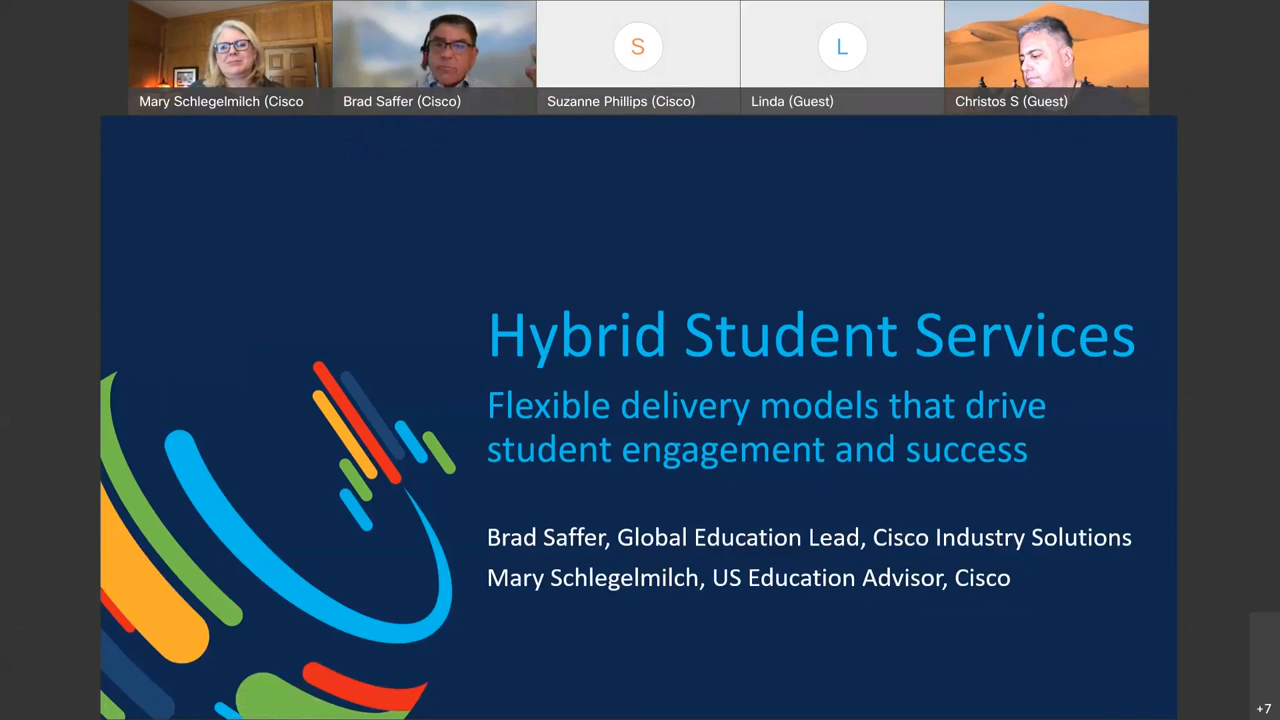 Mary Schlegelmilch (Cisco
Brad Saffer (Cisco)
S
Suzanne Phillips (Cisco)
L
Linda (Guest)
Christos S (Guest)
Hybrid Student Services
Flexible delivery models that drive
student engagement and success
Brad Saffer, Global Education Lead, Cisco Industry Solutions
Mary Schlegelmilch, US Education Advisor, Cisco
+7